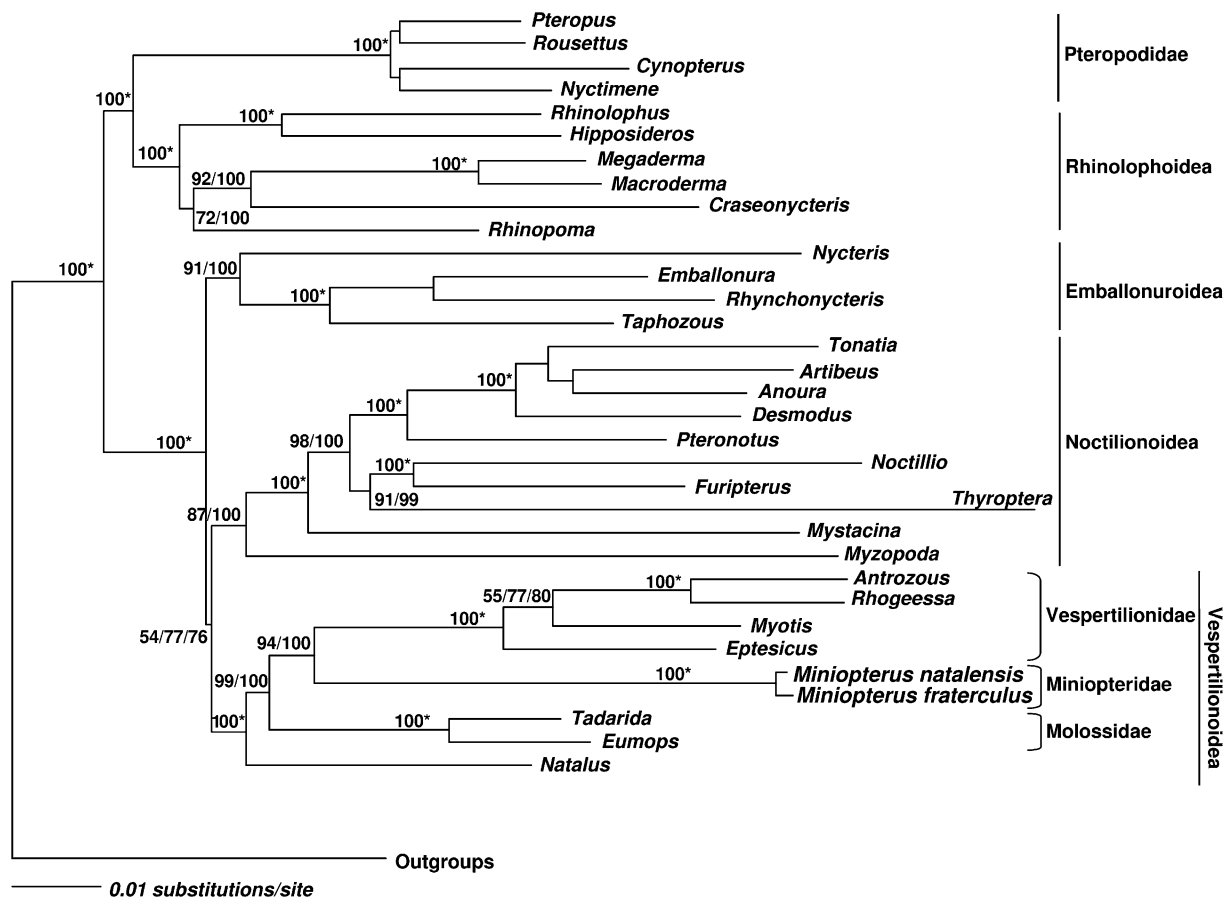 Pteropus
100*
Rousettus
Pteropodidae
Cynopterus
Nyctimene
100*
Rhinolophus
100*
Hipposideros
100*
Megaderma
100*
Rhinolophoidea
92/100
Macroderma
Craseonycteris
72/100
Rhinopoma
Nycteris
100*
91/100
Emballonura
Emballonuroidea
100*
Rhynchonycteris
Taphozous
Tonatia
Artibeus
100*
Anoura
100*
Desmodus
Pteronotus
Noctilionoidea
100*
98/100
Noctillio
100*
100*
Furipterus
91/99
Thyroptera
87/100
Mystacina
Myzopoda
Antrozous
100*
55/77/80
Rhogeessa
Vespertilionidae
100*
Myotis
54/77/76
94/100
Eptesicus
100*
Miniopterus natalensis
99/100
Miniopteridae
Miniopterus fraterculus
100*
100*
Tadarida
Molossidae
Eumops
Natalus
Vespertilionoidea
Outgroups
0.01 substitutions/site